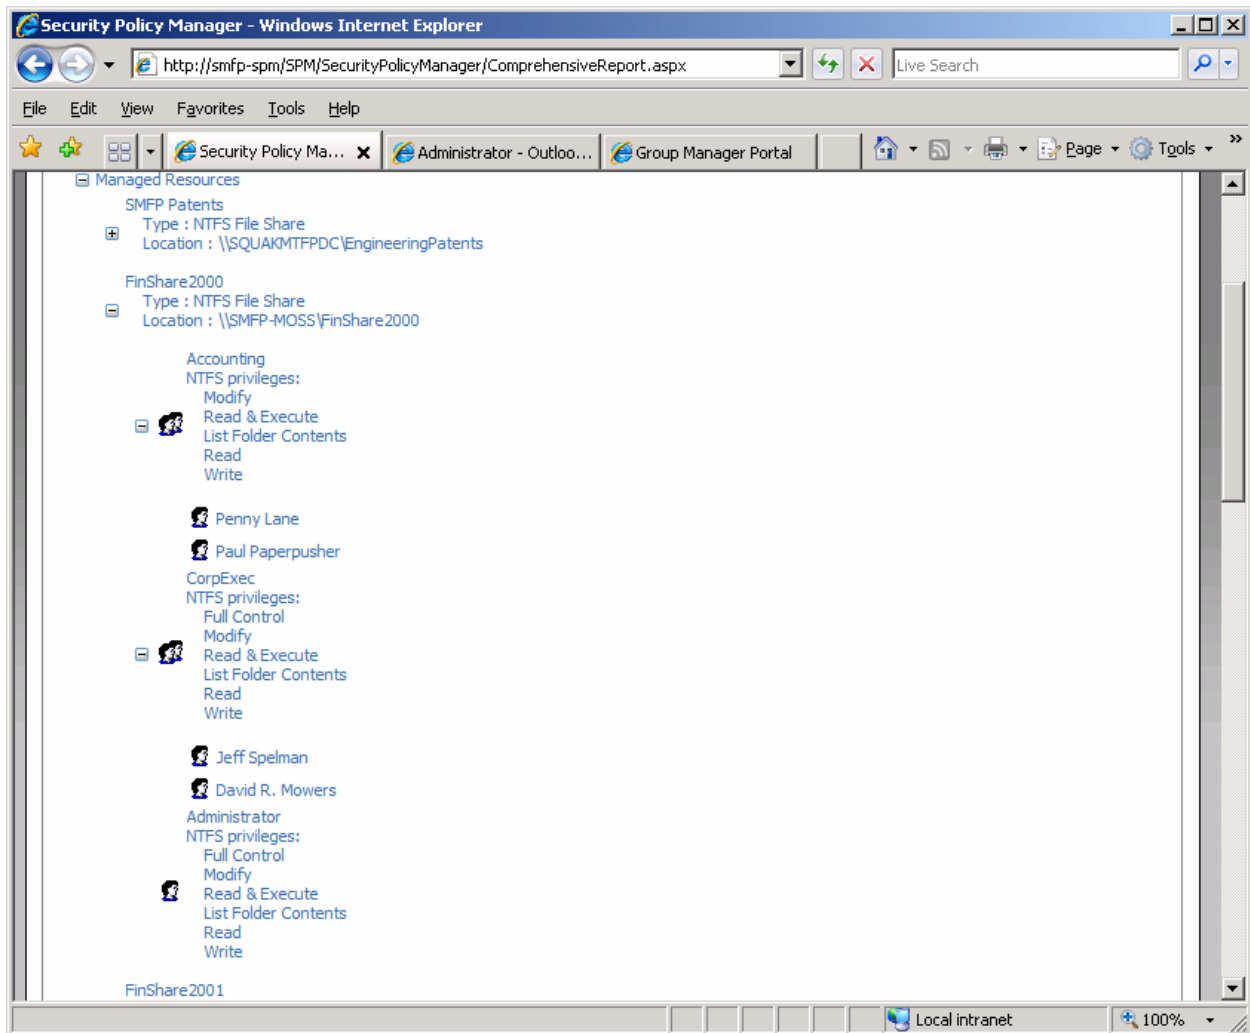 Security Policy Manager - Windows Internet Explorer
http://smfp-spm/SPM/SecurityPolicyManager/ComprehensiveReport.aspx
Live Search
File Edit View Favorites Tools Help
Security Policy Ma... Administrator - Outloo... Group Manager Portal Page Tools »
Managed Resources
SMFP Patents
Type : NTFS File Share
Location : \\SQUAKMTFPDC\EngineeringPatents
FinShare2000
Type : NTFS File Share
Location : \\SMFP-MOSS\FinShare2000
Accounting
NTFS privileges:
Modify
Read & Execute
List Folder Contents
Read
Write
Penny Lane
Paul Paperpusher
CorpExec
NTFS privileges:
Full Control
Modify
Read & Execute
List Folder Contents
Read
Write
Jeff Spelman
David R. Mowers
Administrator
NTFS privileges:
Full Control
Modify
Read & Execute
List Folder Contents
Read
Write
FinShare2001
Local intranet 100%